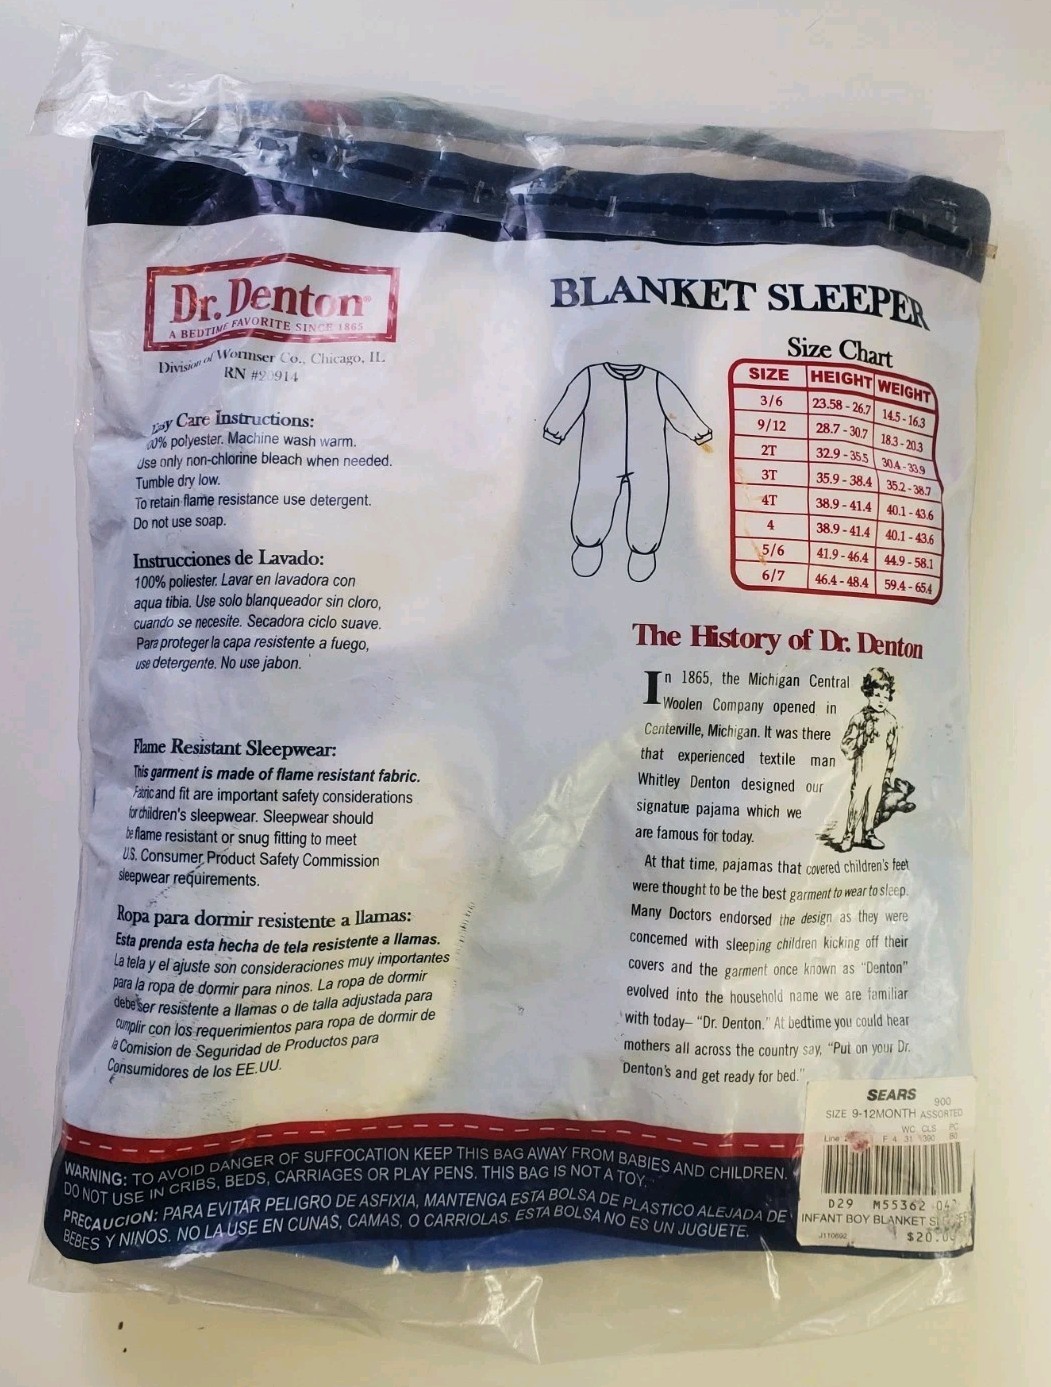 Dr. Denton
A BEDTIME FAVORITE SINCE 1865
Division of Wormser Co., Chicago, IL
RN #20914
Easy Care Instructions:
100% polyester. Machine wash warm.
Use only non-chlorine bleach when needed.
Tumble dry low.
To retain flame resistance use detergent.
Do not use soap.
Instrucciones de Lavado:
100% poliester. Lavar en lavadora con
aqua tibia. Use solo blanqueador sin cloro,
cuando se necesite. Secadora ciclo suave.
Para proteger la capa resistente a fuego,
use detergente. No use jabon.
Flame Resistant Sleepwear:
This garment is made of flame resistant fabric.
Fabric and fit are important safety considerations
for children's sleepwear. Sleepwear should
be flame resistant or snug fitting to meet
U.S. Consumer Product Safety Commission
sleepwear requirements.
Ropa para dormir resistente a llamas:
Esta prenda esta hecha de tela resistente a llamas.
La tela y el ajuste son consideraciones muy importantes
para la ropa de dormir para ninos. La ropa de dormir
debe ser resistente a llamas o de talla adjustada para
cumplir con los requerimientos para ropa de dormir de
la Comision de Seguridad de Productos para
Consumidores de los EE.UU.
BLANKET SLEEPER
Size Chart
SIZE HEIGHT WEIGHT
3/6 23.58 - 26.7 14.5 - 16.3
9/12 28.7 - 30.7 18.3 - 20.3
2T 32.9 - 35.5 30.4 - 33.9
3T 35.9 - 38.4 35.2 - 38.7
4T 38.9 - 41.4 40.1 - 43.6
4 38.9 - 41.4 40.1 - 43.6
5/6 41.9 - 46.4 44.9 - 58.1
6/7 46.4 - 48.4 59.4 - 65.4
The History of Dr. Denton
In 1865, the Michigan Central
Woolen Company opened in
Centerville, Michigan. It was there
that experienced textile man
Whitley Denton designed our
signature pajama which we
are famous for today.
At that time, pajamas that covered children's feet
were thought to be the best garment to wear to sleep.
Many Doctors endorsed the design as they were
concerned with sleeping children kicking off their
covers and the garment once known as "Denton"
evolved into the household name we are familiar
with today– "Dr. Denton." At bedtime you could hear
mothers all across the country say, "Put on your Dr.
Denton's and get ready for bed."
SEARS
900
SIZE 9-12MONTH ASSORTED
WC CLS PC
Line F 4 31
D29 M55362
INFANT BOY BLANKET
J110692
WARNING: TO AVOID DANGER OF SUFFOCATION KEEP THIS BAG AWAY FROM BABIES AND CHILDREN.
DO NOT USE IN CRIBS, BEDS, CARRIAGES OR PLAY PENS. THIS BAG IS NOT A TOY.
PRECAUCION: PARA EVITAR PELIGRO DE ASFIXIA, MANTENGA ESTA BOLSA DE PLASTICO ALEJADA DE
BEBES Y NINOS. NO LA USE EN CUNAS, CAMAS, O CARRIOLAS. ESTA BOLSA NO ES UN JUGUETE.